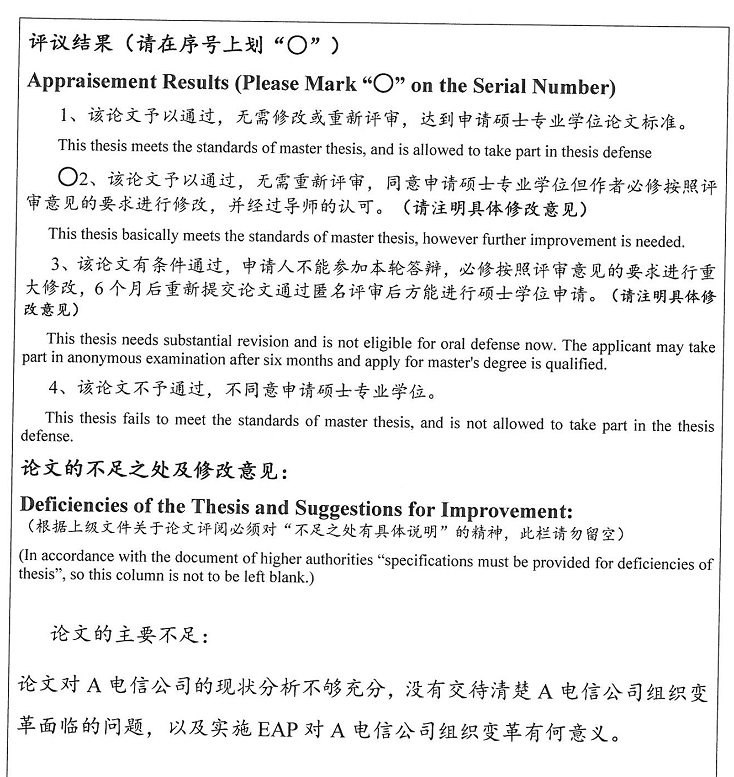 评议结果（请在序号上划“〇”）
Appraisement Results (Please Mark “〇” on the Serial Number)
1、该论文予以通过，无需修改或重新评审，达到申请硕士专业学位论文标准。
This thesis meets the standards of master thesis, and is allowed to take part in thesis defense
〇2、该论文予以通过，无需重新评审，同意申请硕士专业学位但作者必修按照评
审意见的要求进行修改，并经过导师的认可。（请注明具体修改意见）
This thesis basically meets the standards of master thesis, however further improvement is needed.
3、该论文有条件通过，申请人不能参加本轮答辩，必修按照评审意见的要求进行重
大修改，6 个月后重新提交论文通过匿名评审后方能进行硕士学位申请。（请注明具体修
改意见）
This thesis needs substantial revision and is not eligible for oral defense now. The applicant may take
part in anonymous examination after six months and apply for master's degree is qualified.
4、该论文不予通过，不同意申请硕士专业学位。
This thesis fails to meet the standards of master thesis, and is not allowed to take part in the thesis
defense.
论文的不足之处及修改意见：
Deficiencies of the Thesis and Suggestions for Improvement:
（根据上级文件关于论文评阅必须对“不足之处有具体说明”的精神，此栏请勿留空）
(In accordance with the document of higher authorities “specifications must be provided for deficiencies of
thesis”, so this column is not to be left blank.)
论文的主要不足：
论文对 A 电信公司的现状分析不够充分，没有交待清楚 A 电信公司组织变
革面临的问题，以及实施 EAP 对 A 电信公司组织变革有何意义。